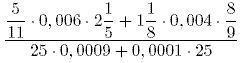 5/11 · 0,006 · 2 1/5 + 1 1/8 · 0,004 · 8/9
25 · 0,0009 + 0,0001 · 25